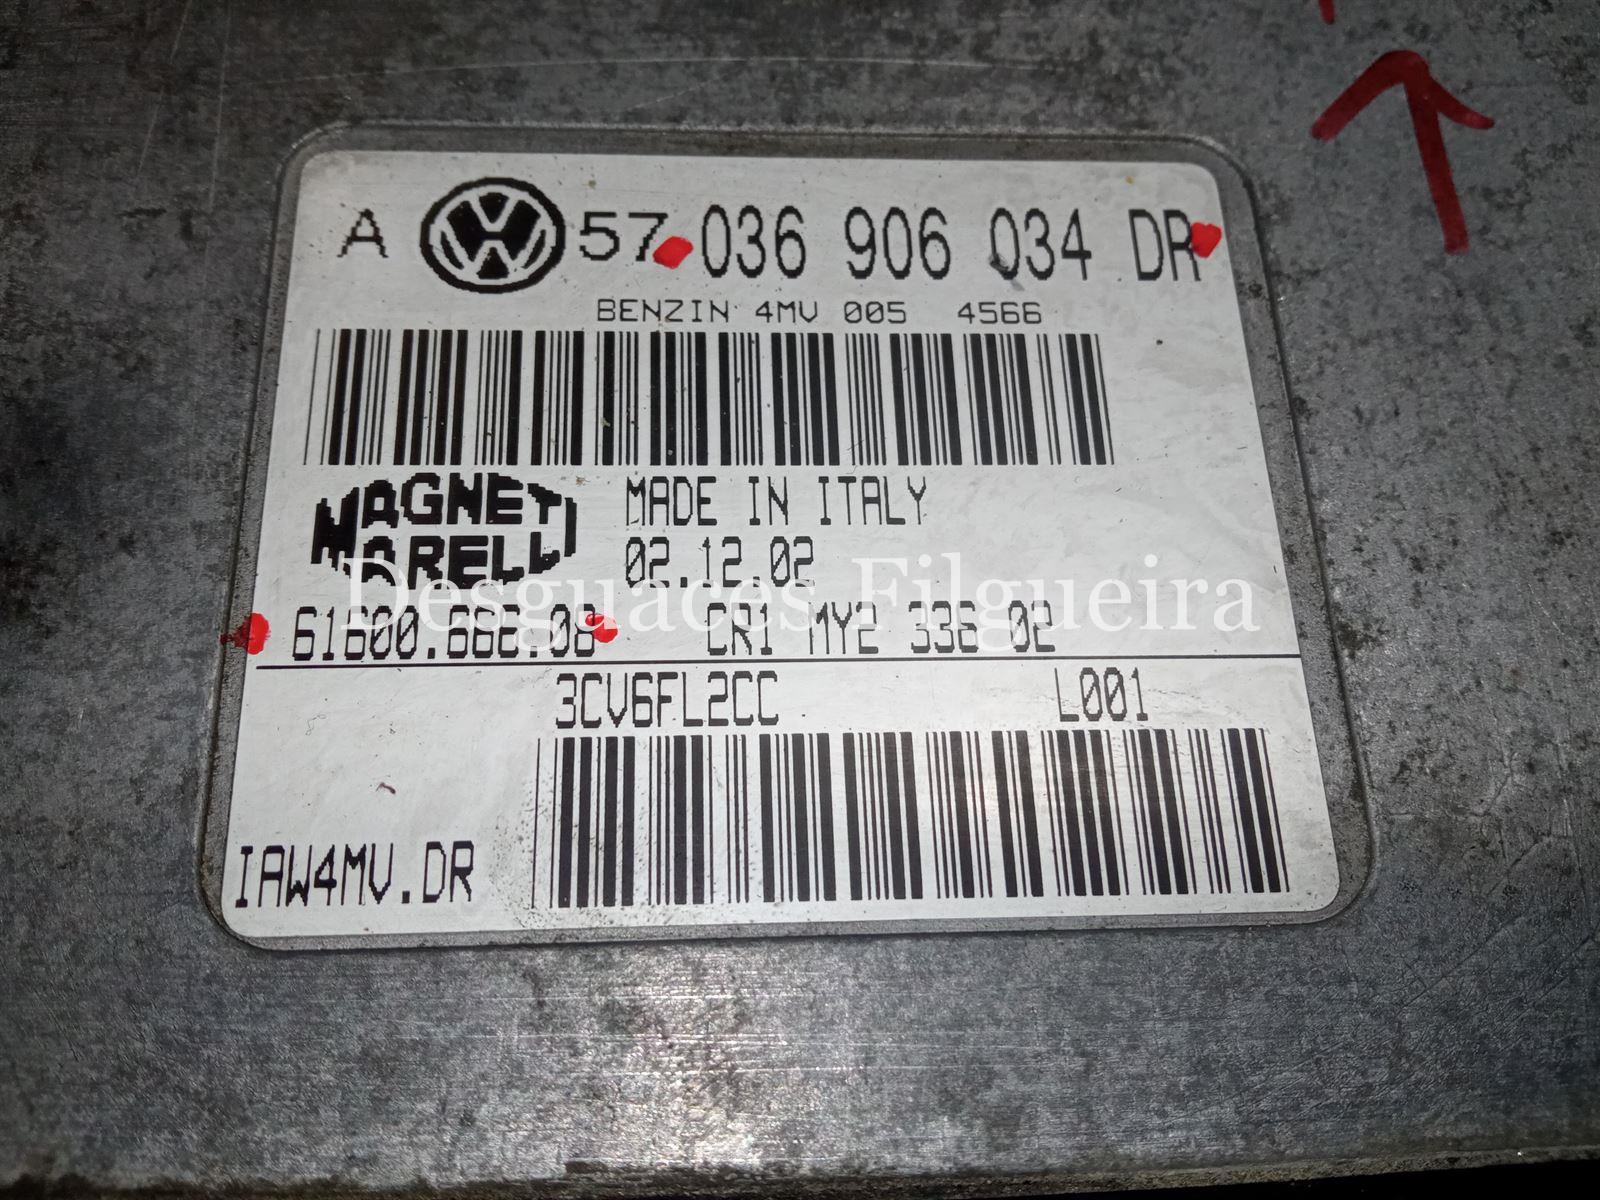 A VW 57 036 906 034 DR
BENZIN 4MV 005 4566
MAGNETI MARELLI
MADE IN ITALY
02.12.02
Desguaces Filgueira
61600.666.08 CR1 MY2 336 02
3CV6FL2CC L001
IAW4MV.DR